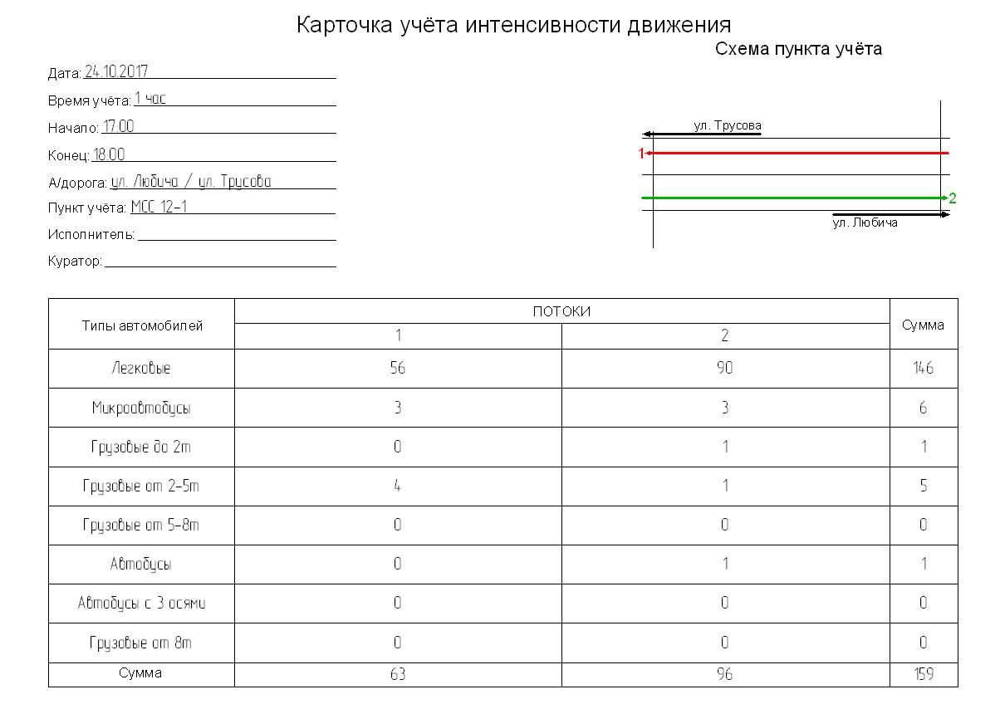 Карточка учёта интенсивности движения
Схема пункта учёта
Дата: 24.10.2017
Время учёта: 1 час
Начало: 17:00
Конец: 18:00
А/дорога: ул. Любича / ул. Трусова
Пункт учёта: МСС 12-1
Исполнитель:
Куратор:
ул. Трусова
1
2
ул. Любича
Типы автомобилей ПОТОКИ Сумма
1 2
Легковые 56 90 146
Микроавтобусы 3 3 6
Грузовые до 2т 0 1 1
Грузовые от 2-5т 4 1 5
Грузовые от 5-8т 0 0 0
Автобусы 0 1 1
Автобусы с 3 осями 0 0 0
Грузовые от 8т 0 0 0
Сумма 63 96 159